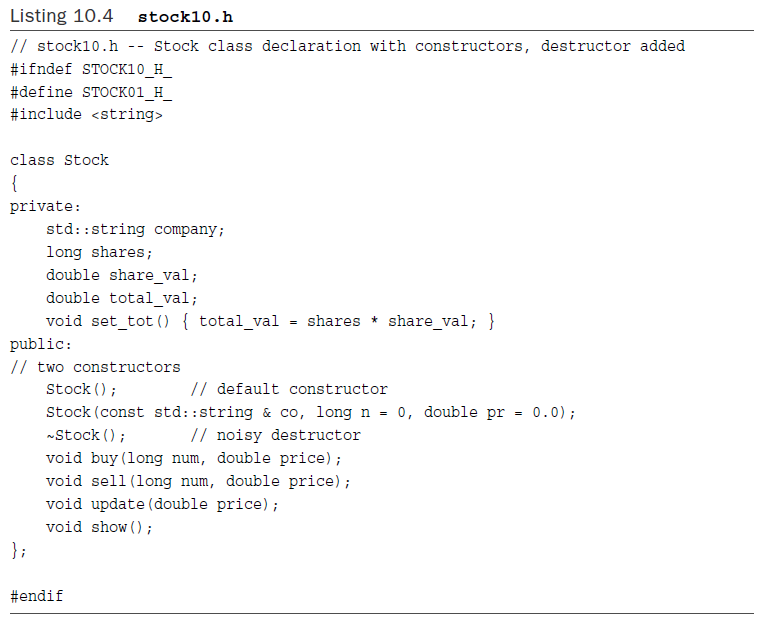 Listing 10.4 stock10.h
// stock10.h -- Stock class declaration with constructors, destructor added
#ifndef STOCK10_H_
#define STOCK01_H_
#include <string>
class Stock
{
private:
    std::string company;
    long shares;
    double share_val;
    double total_val;
    void set_tot() { total_val = shares * share_val; }
public:
// two constructors
    Stock();        // default constructor
    Stock(const std::string & co, long n = 0, double pr = 0.0);
    ~Stock();       // noisy destructor
    void buy(long num, double price);
    void sell(long num, double price);
    void update(double price);
    void show();
};
#endif